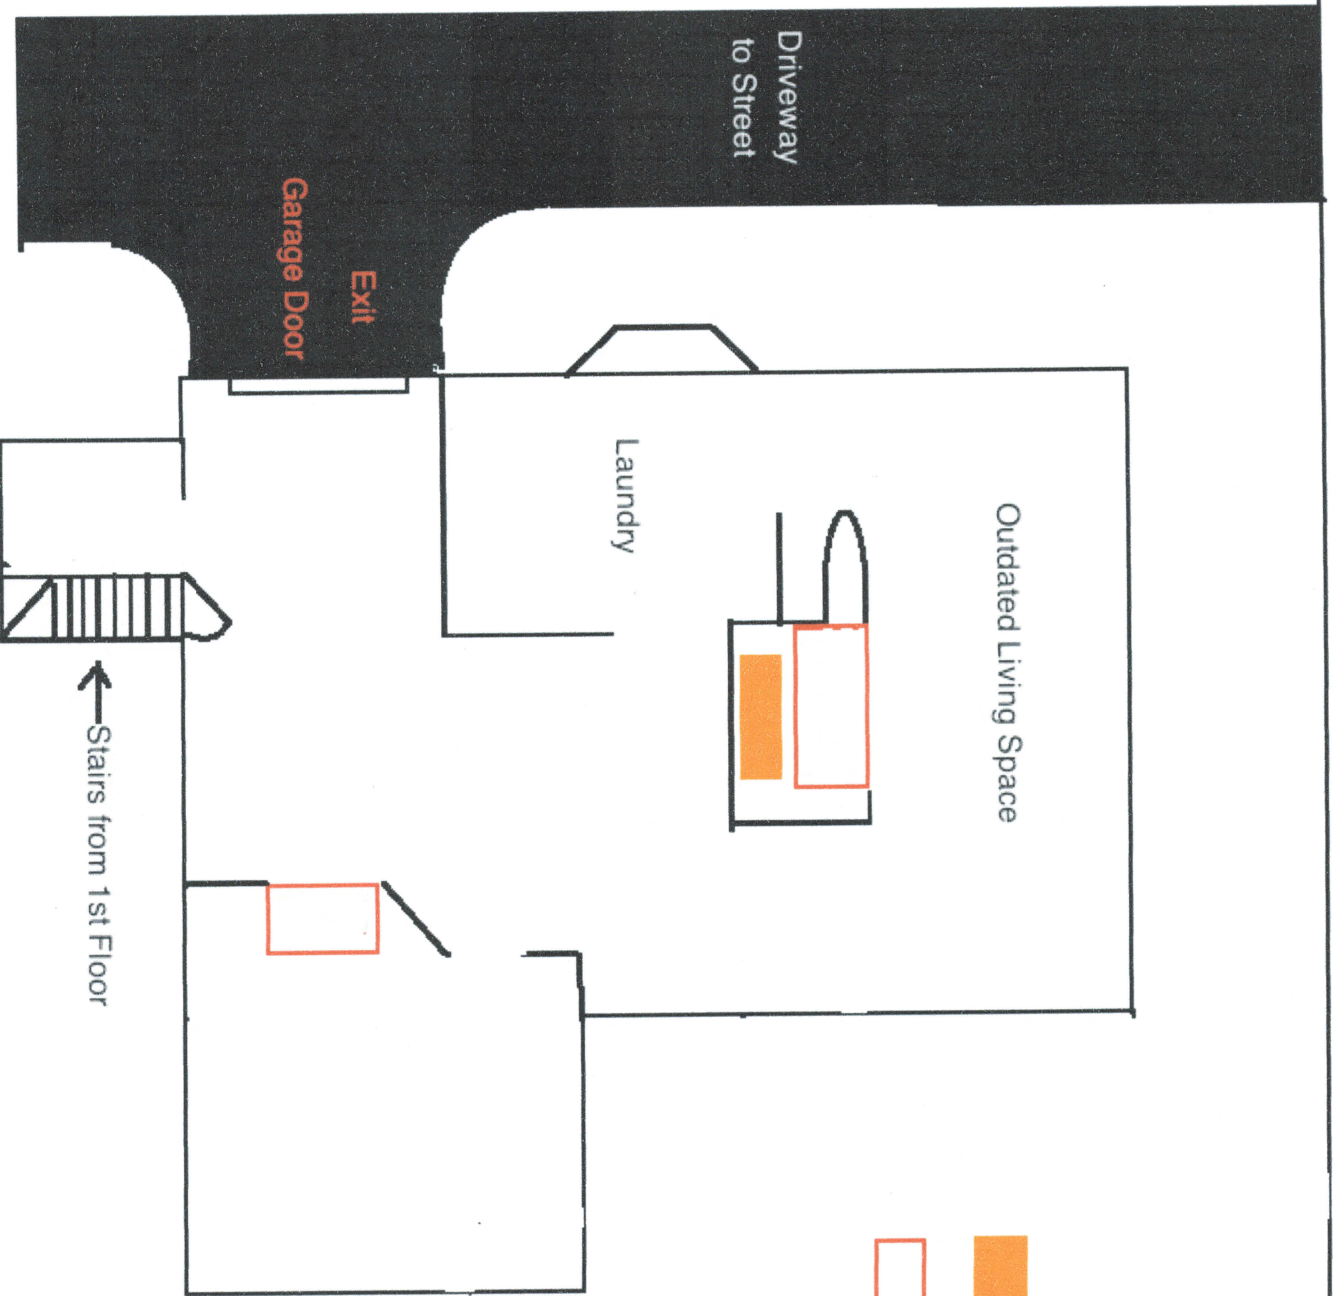 Driveway
to Street
Exit
Garage Door
Laundry
Outdated Living Space
Stairs from 1st Floor